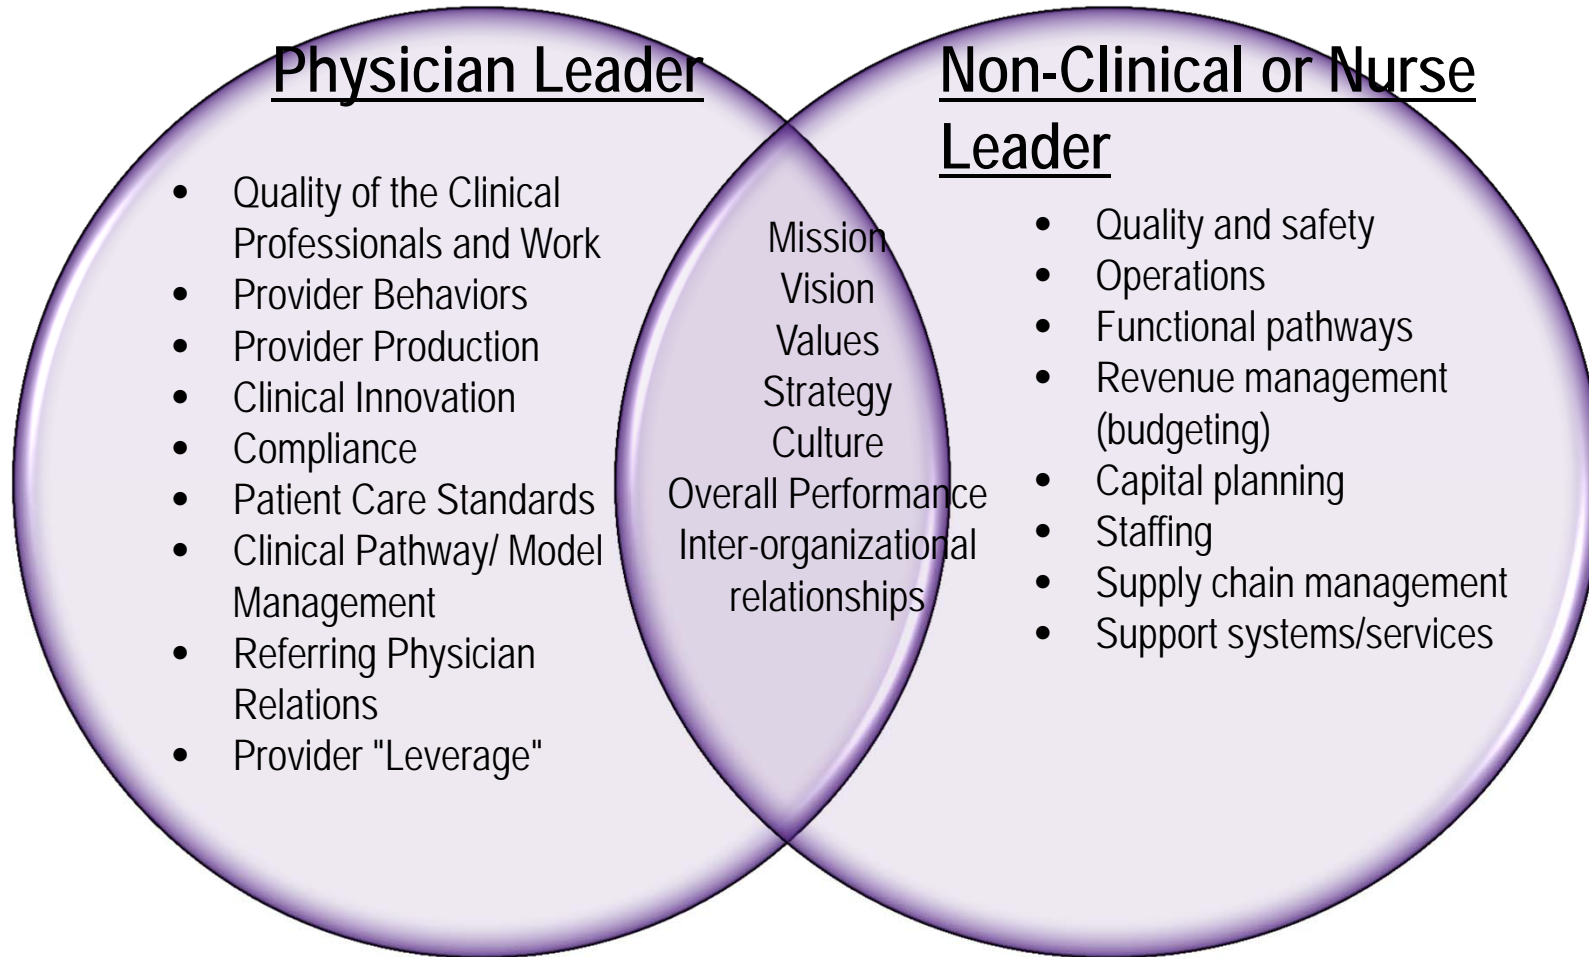 Physician Leader
• Quality of the Clinical
Professionals and Work
• Provider Behaviors
• Provider Production
• Clinical Innovation
• Compliance
• Patient Care Standards
• Clinical Pathway/ Model
Management
• Referring Physician
Relations
• Provider "Leverage"
Mission
Vision
Values
Strategy
Culture
Overall Performance
Inter-organizational
relationships
Non-Clinical or Nurse
Leader
• Quality and safety
• Operations
• Functional pathways
• Revenue management
(budgeting)
• Capital planning
• Staffing
• Supply chain management
• Support systems/services